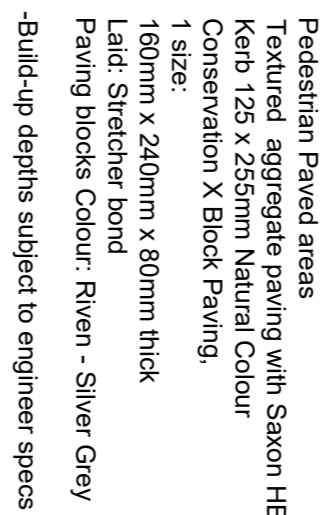 Pedestrian Paved areas
Textured aggregate paving with Saxon HB
Kerb 125 x 255mm Natural Colour
Conservation X Block Paving,
1 size:
160mm x 240mm x 80mm thick
Laid: Stretcher bond
Paving blocks Colour: Riven - Silver Grey
-Build-up depths subject to engineer specs